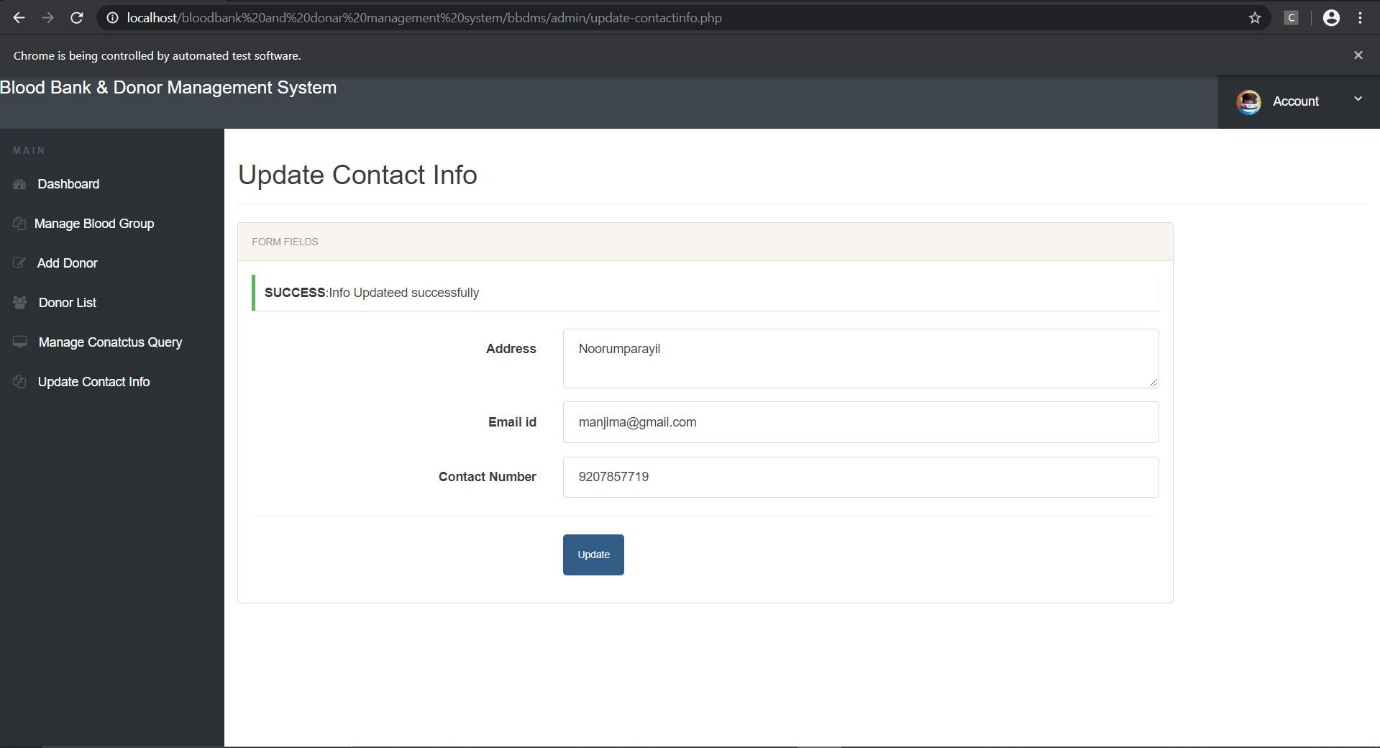 localhost/bloodbank%20and%20donar%20management%20system/bbdms/admin/update-contactinfo.php
C
Chrome is being controlled by automated test software.
Blood Bank & Donor Management System
Account
MAIN
Dashboard
Manage Blood Group
Add Donor
Donor List
Manage Conatctus Query
Update Contact Info
Update Contact Info
FORM FIELDS
SUCCESS:Info Updateed successfully
Address
Noorumparayil
Email id
manjima@gmail.com
Contact Number
9207857719
Update